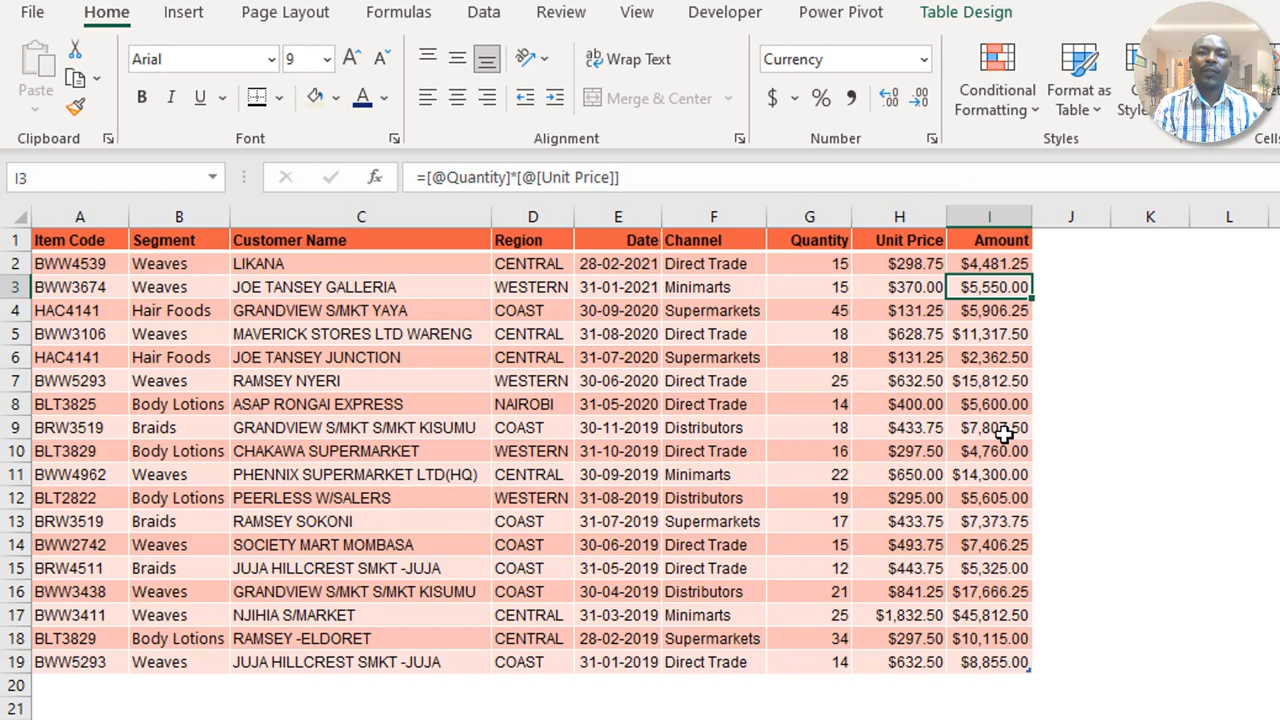 File Home Insert Page Layout Formulas Data Review View Developer Power Pivot Table Design
Paste
Arial 9 A^ A˅
B I U A
ab Wrap Text
Merge & Center
Currency
$ % 9
Conditional Formatting
Format as Table
Clipboard Font Alignment Number Styles
I3 fx =[@Quantity]*[@[Unit Price]]
A B C D E F G H I J K L
1 Item Code Segment Customer Name Region Date Channel Quantity Unit Price Amount
2 BWW4539 Weaves LIKANA CENTRAL 28-02-2021 Direct Trade 15 $298.75 $4,481.25
3 BWW3674 Weaves JOE TANSEY GALLERIA WESTERN 31-01-2021 Minimarts 15 $370.00 $5,550.00
4 HAC4141 Hair Foods GRANDVIEW S/MKT YAYA COAST 30-09-2020 Supermarkets 45 $131.25 $5,906.25
5 BWW3106 Weaves MAVERICK STORES LTD WARENG CENTRAL 31-08-2020 Direct Trade 18 $628.75 $11,317.50
6 HAC4141 Hair Foods JOE TANSEY JUNCTION CENTRAL 31-07-2020 Supermarkets 18 $131.25 $2,362.50
7 BWW5293 Weaves RAMSEY NYERI WESTERN 30-06-2020 Direct Trade 25 $632.50 $15,812.50
8 BLT3825 Body Lotions ASAP RONGAI EXPRESS NAIROBI 31-05-2020 Direct Trade 14 $400.00 $5,600.00
9 BRW3519 Braids GRANDVIEW S/MKT S/MKT KISUMU COAST 30-11-2019 Distributors 18 $433.75
10 BLT3829 Body Lotions CHAKAWA SUPERMARKET WESTERN 31-10-2019 Direct Trade 16 $297.50 $4,760.00
11 BWW4962 Weaves PHENNIX SUPERMARKET LTD(HQ) CENTRAL 30-09-2019 Minimarts 22 $650.00 $14,300.00
12 BLT2822 Body Lotions PEERLESS W/SALERS WESTERN 31-08-2019 Distributors 19 $295.00 $5,605.00
13 BRW3519 Braids RAMSEY SOKONI COAST 31-07-2019 Supermarkets 17 $433.75 $7,373.75
14 BWW2742 Weaves SOCIETY MART MOMBASA COAST 30-06-2019 Direct Trade 15 $493.75 $7,406.25
15 BRW4511 Braids JUJA HILLCREST SMKT -JUJA COAST 31-05-2019 Direct Trade 12 $443.75 $5,325.00
16 BWW3438 Weaves GRANDVIEW S/MKT S/MKT KISUMU COAST 30-04-2019 Distributors 21 $841.25 $17,666.25
17 BWW3411 Weaves NJIHIA S/MARKET CENTRAL 31-03-2019 Minimarts 25 $1,832.50 $45,812.50
18 BLT3829 Body Lotions RAMSEY -ELDORET CENTRAL 28-02-2019 Supermarkets 34 $297.50 $10,115.00
19 BWW5293 Weaves JUJA HILLCREST SMKT -JUJA COAST 31-01-2019 Direct Trade 14 $632.50 $8,855.00
20
21